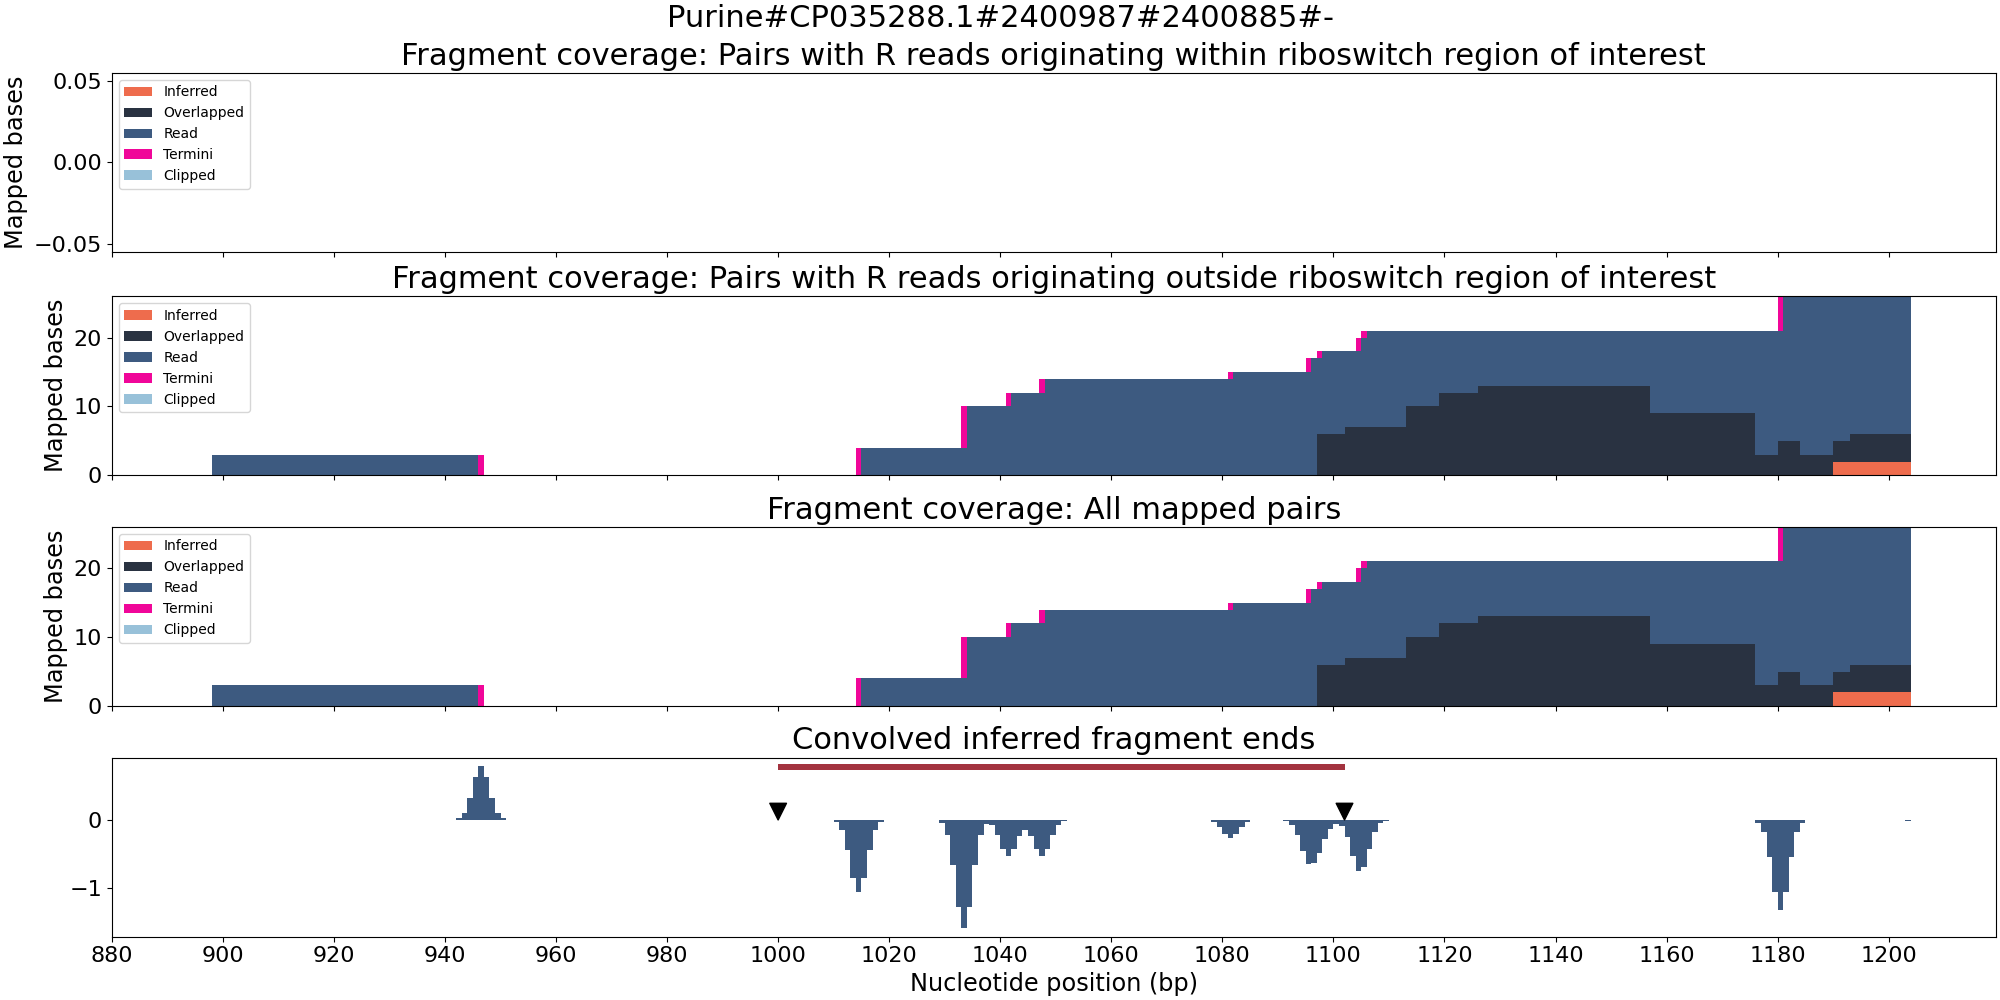 Purine#CP035288.1#2400987#2400885#-
Fragment coverage: Pairs with R reads originating within riboswitch region of interest
Mapped bases
0.05
0.00
−0.05
Inferred
Overlapped
Read
Termini
Clipped
Fragment coverage: Pairs with R reads originating outside riboswitch region of interest
Mapped bases
20
10
0
Inferred
Overlapped
Read
Termini
Clipped
Fragment coverage: All mapped pairs
Mapped bases
20
10
0
Inferred
Overlapped
Read
Termini
Clipped
Convolved inferred fragment ends
0
−1
880 900 920 940 960 980 1000 1020 1040 1060 1080 1100 1120 1140 1160 1180 1200
Nucleotide position (bp)